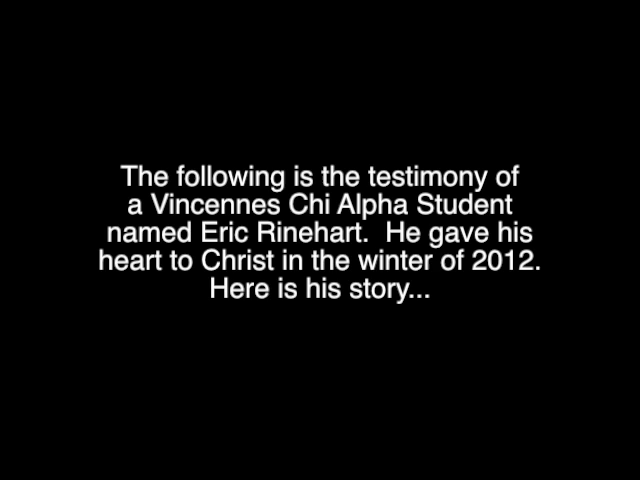 The following is the testimony of
a Vincennes Chi Alpha Student
named Eric Rinehart.  He gave his
heart to Christ in the winter of 2012.
Here is his story...